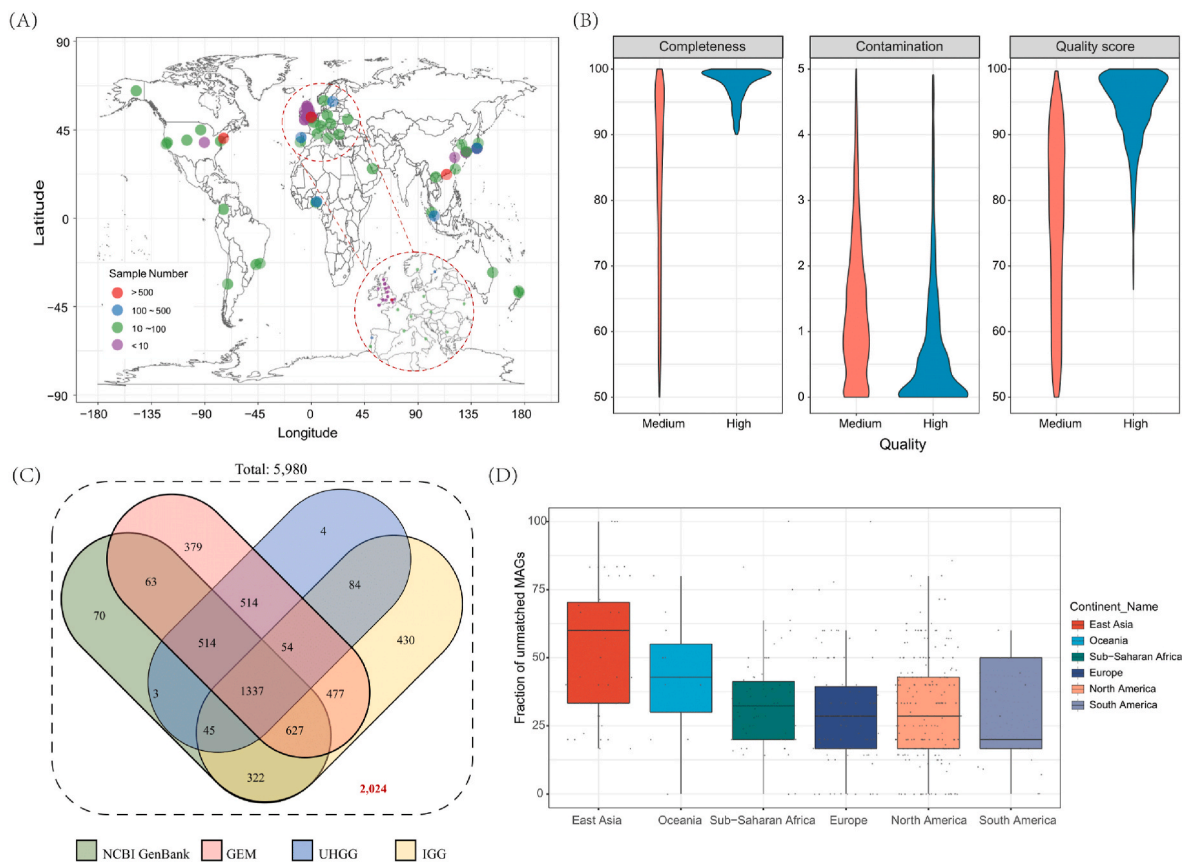 (A)
90
45
0
−45
−90
Latitude
−180 −135 −90 −45 0 45 90 135 180
Longitude
Sample Number
>500
100 ~ 500
10 ~100
<10
(B)
Completeness
Contamination
Quality score
100
90
80
70
60
50
5
4
3
2
1
0
100
90
80
70
60
50
Medium High
Medium High
Medium High
Quality
(C)
Total: 5,980
379
4
63
514
84
70
514
54
430
3
1337
477
45
627
322
2,024
NCBI GenBank
GEM
UHGG
IGG
(D)
Fraction of unmatched MAGs
100
75
50
25
0
East Asia
Oceania
Sub−Saharan Africa
Europe
North America
South America
Continent_Name
East Asia
Oceania
Sub−Saharan Africa
Europe
North America
South America